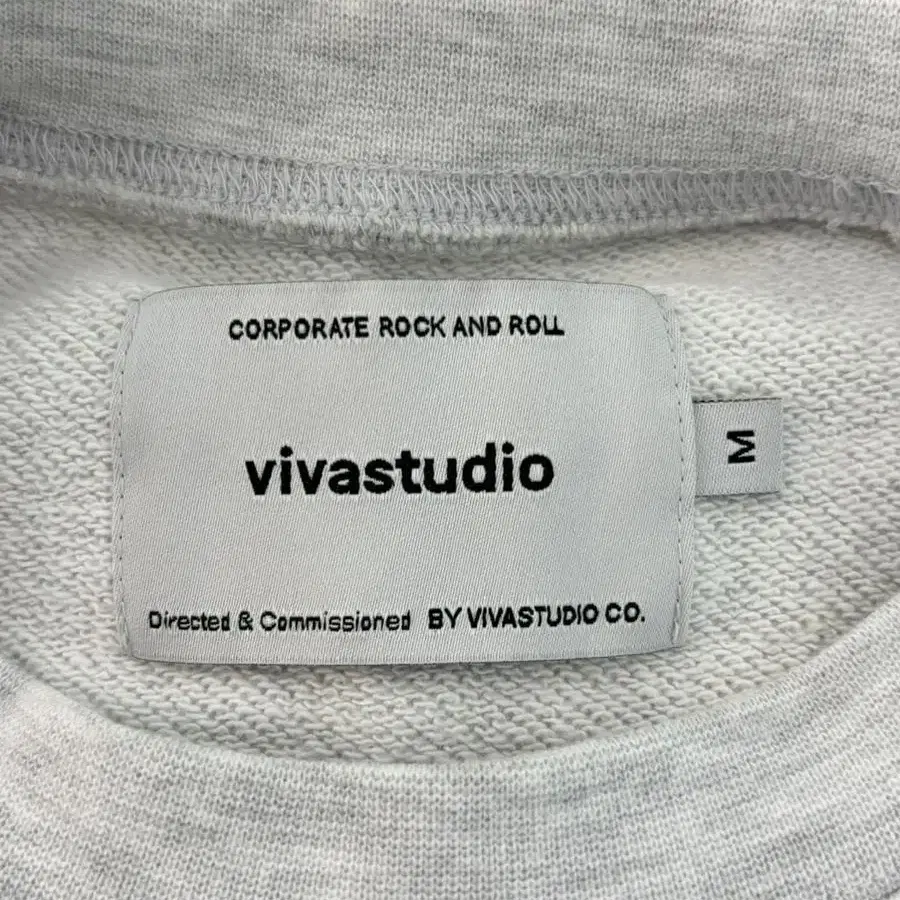 CORPORATE ROCK AND ROLL
vivastudio
M
Directed & Commissioned BY VIVASTUDIO CO.